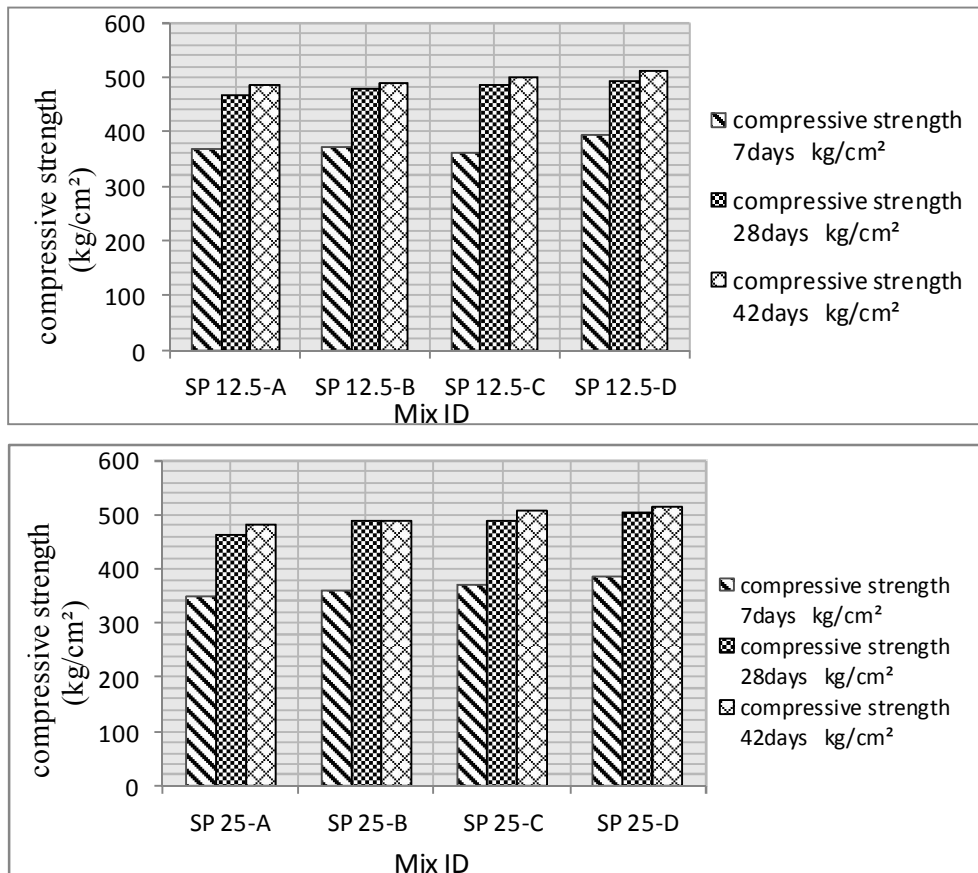 600
500
400
300
200
100
0
compressive strength
(kg/cm²)
SP 12.5-A SP 12.5-B SP 12.5-C SP 12.5-D
Mix ID
compressive strength
7days kg/cm²
compressive strength
28days kg/cm²
compressive strength
42days kg/cm²
600
500
400
300
200
100
0
compressive strength
(kg/cm²)
SP 25-A SP 25-B SP 25-C SP 25-D
Mix ID
compressive strength
7days kg/cm²
compressive strength
28days kg/cm²
compressive strength
42days kg/cm²